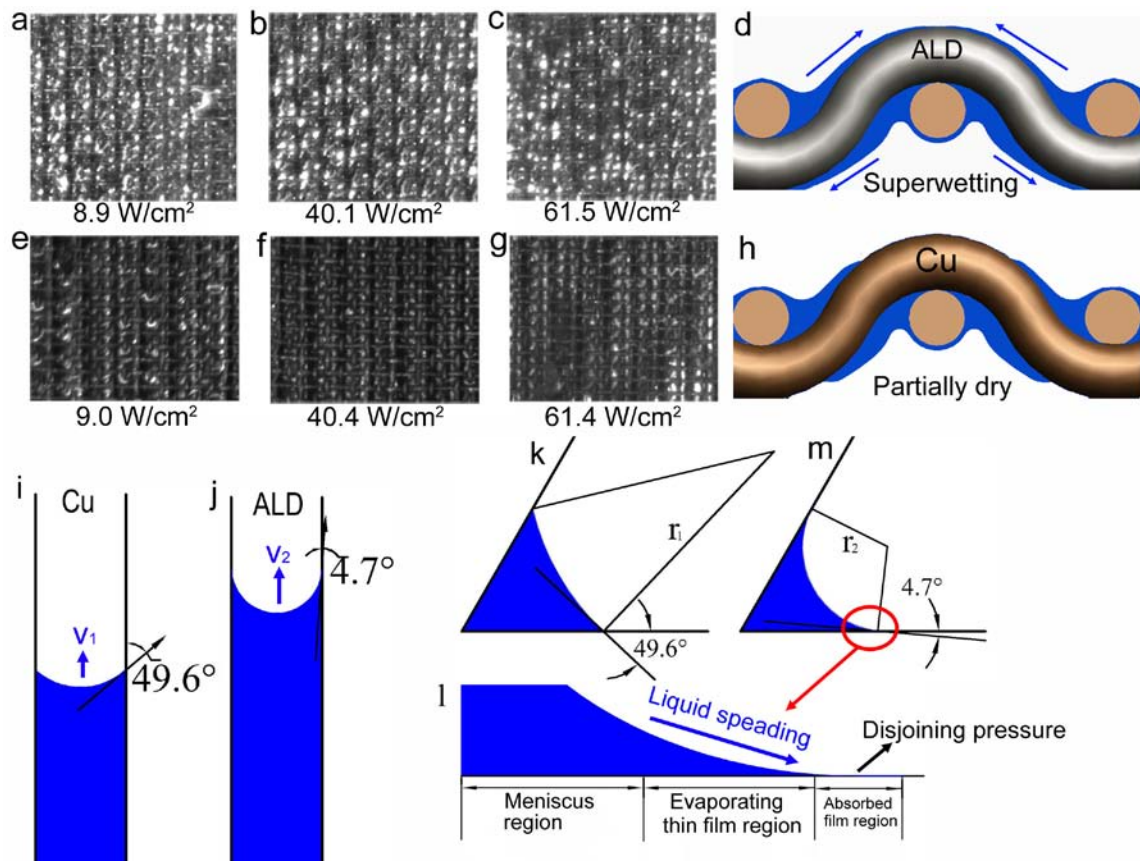 a
b
c
d
8.9 W/cm²
40.1 W/cm²
61.5 W/cm²
ALD
Superwetting
e
f
g
h
9.0 W/cm²
40.4 W/cm²
61.4 W/cm²
Cu
Partially dry
i
Cu
v₁
49.6°
j
ALD
v₂
4.7°
k
r₁
49.6°
m
r₂
4.7°
l
Liquid speading
Disjoining pressure
Meniscus
region
Evaporating
thin film region
Absorbed
film region